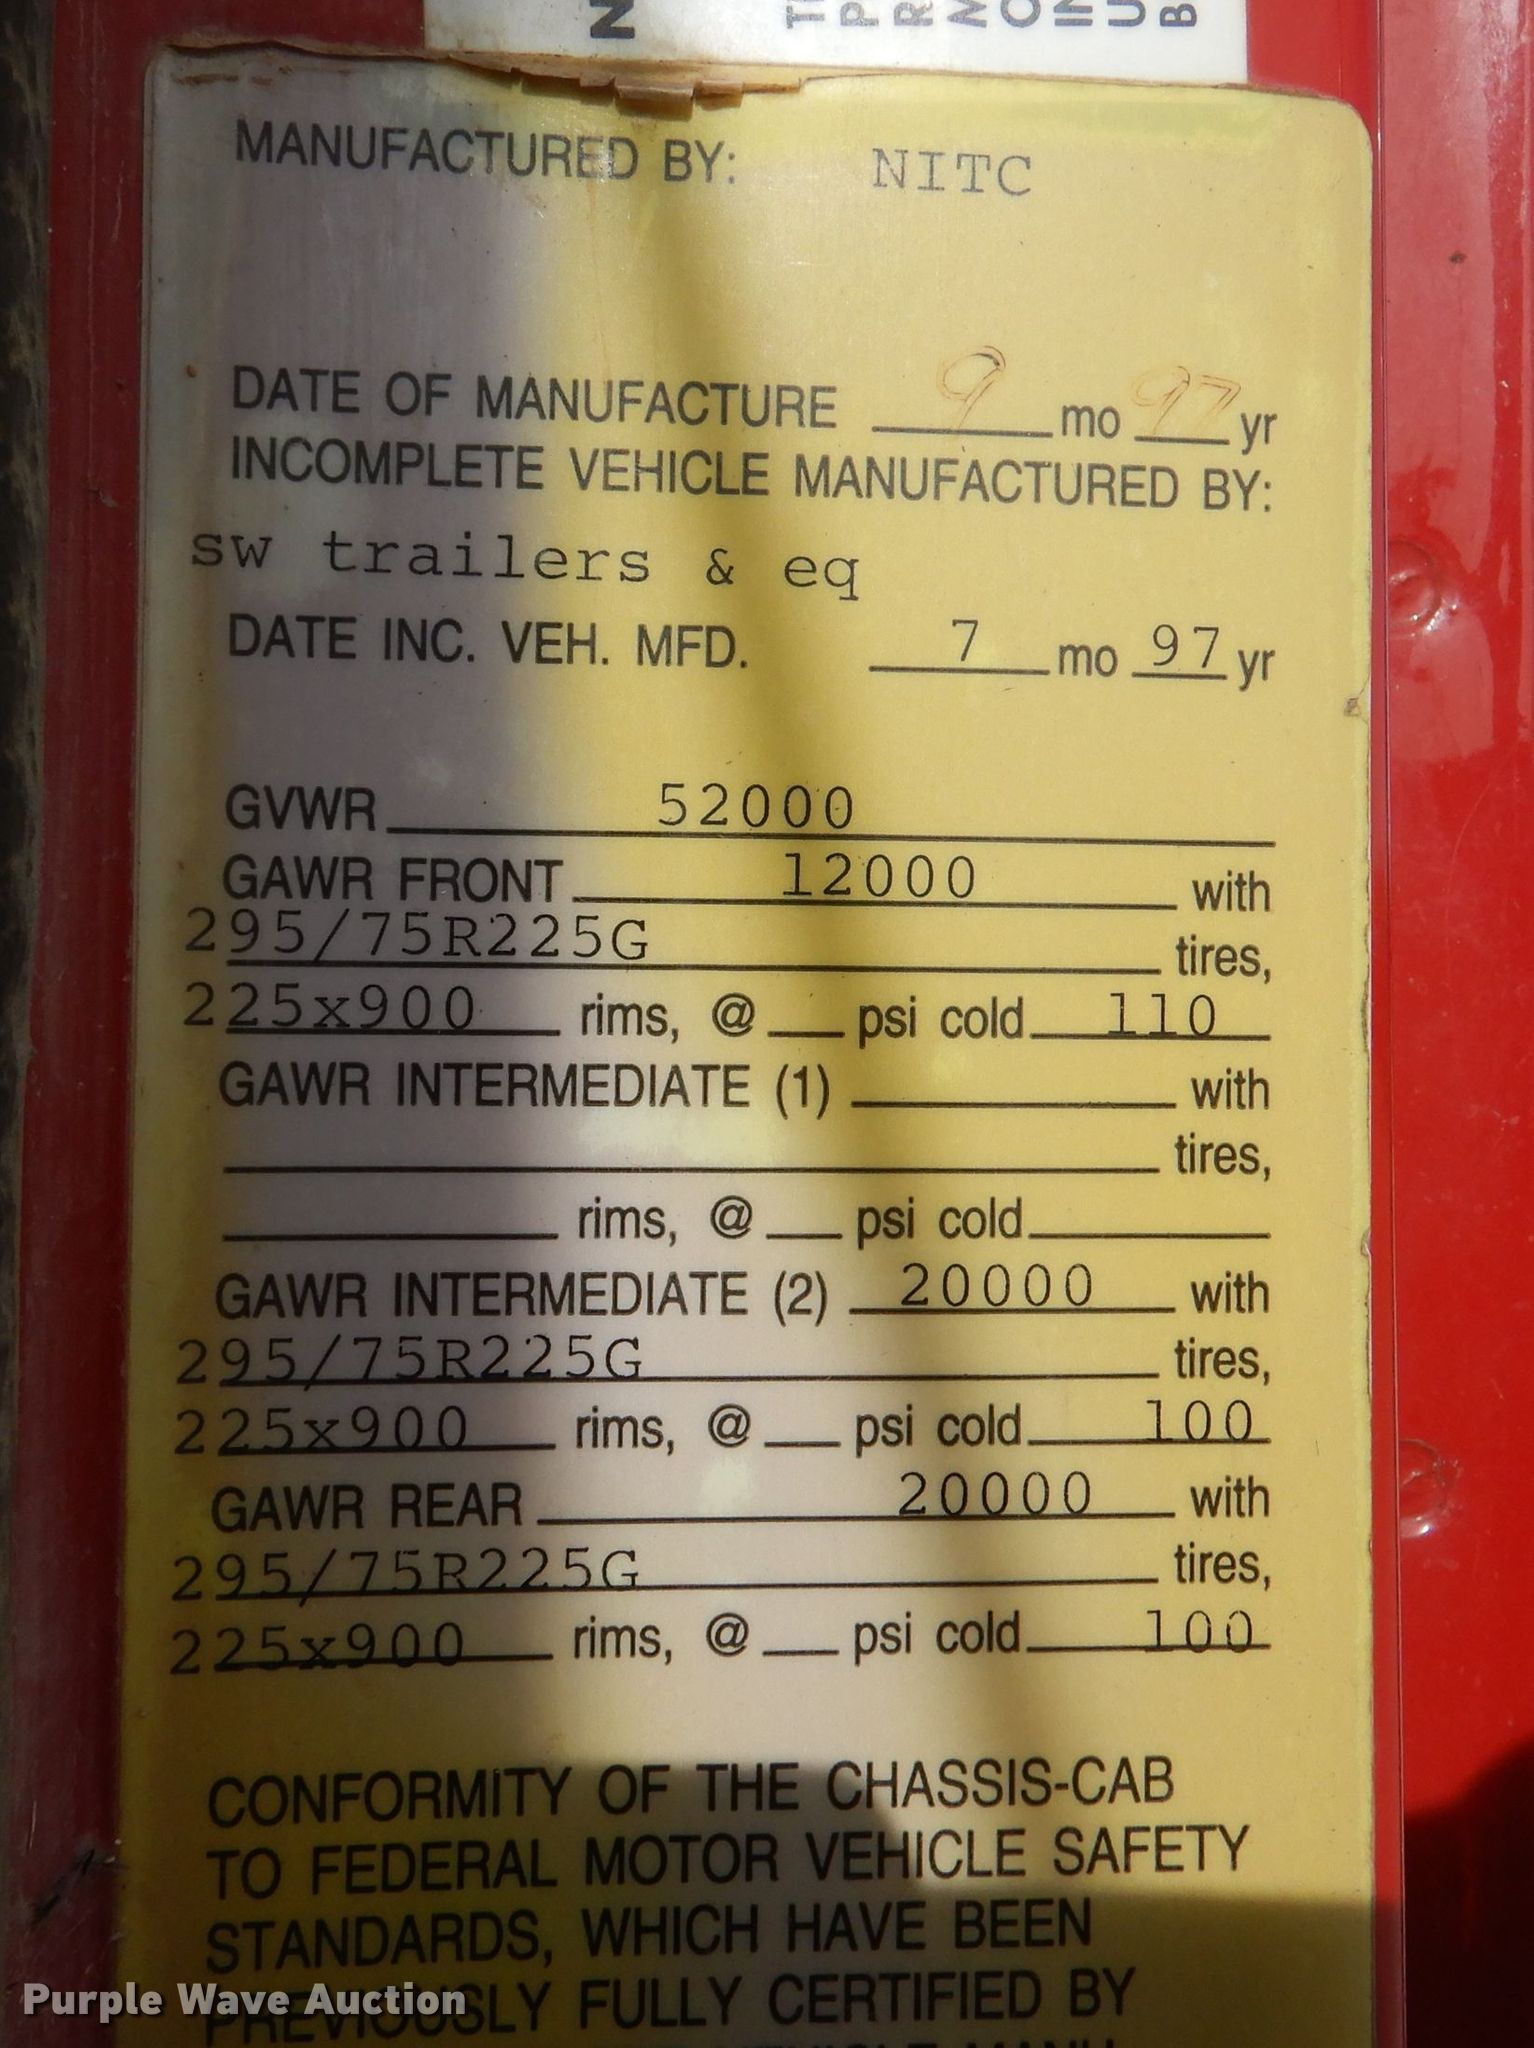 N
MANUFACTURED BY: NITC
DATE OF MANUFACTURE 9 mo 97 yr
INCOMPLETE VEHICLE MANUFACTURED BY:
sw trailers & eq
DATE INC. VEH. MFD. 7 mo 97 yr
GVWR 52000
GAWR FRONT 12000 with
295/75R225G tires,
225x900 rims, @ psi cold 110
GAWR INTERMEDIATE (1) with
tires,
rims, @ psi cold
GAWR INTERMEDIATE (2) 20000 with
295/75R225G tires,
225x900 rims, @ psi cold 100
GAWR REAR 20000 with
295/75R225G tires,
225x900 rims, @ psi cold 100
CONFORMITY OF THE CHASSIS-CAB
TO FEDERAL MOTOR VEHICLE SAFETY
STANDARDS, WHICH HAVE BEEN
PREVIOUSLY FULLY CERTIFIED BY
Purple Wave Auction